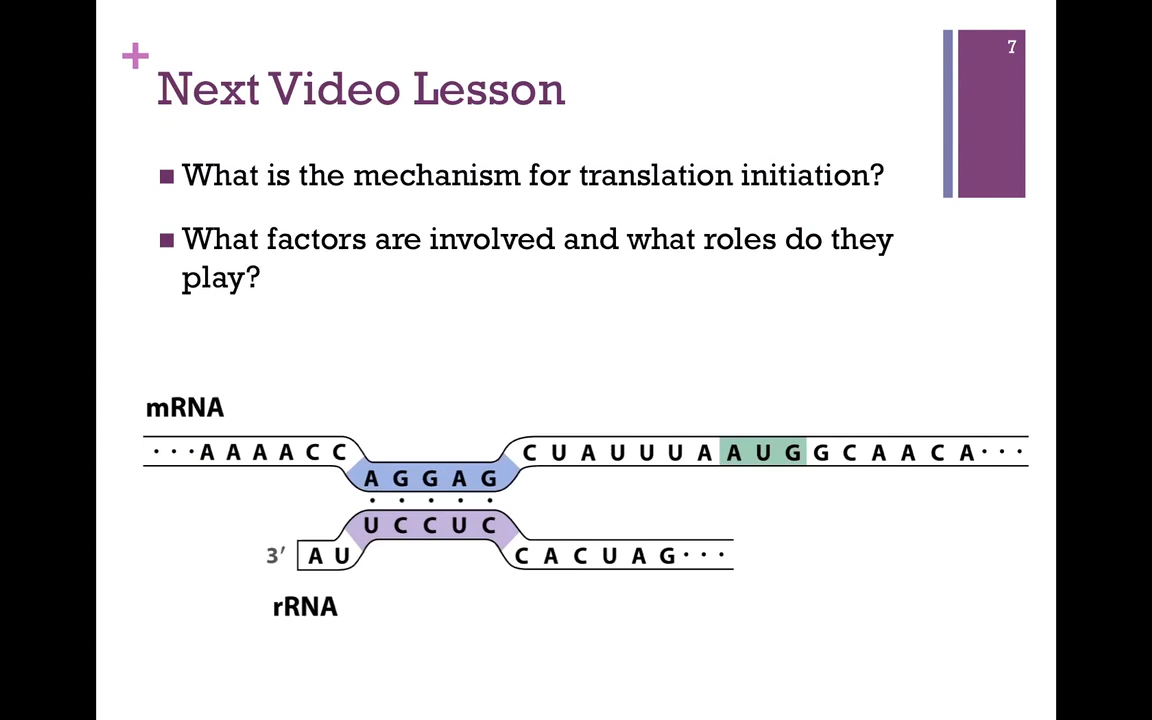 7
+
Next Video Lesson
■ What is the mechanism for translation initiation?
■ What factors are involved and what roles do they
play?
mRNA
···A A A A C C A G G A G C U A U U U A A U G G C A A C A···
3′ A U U C C U C C A C U A G···
rRNA